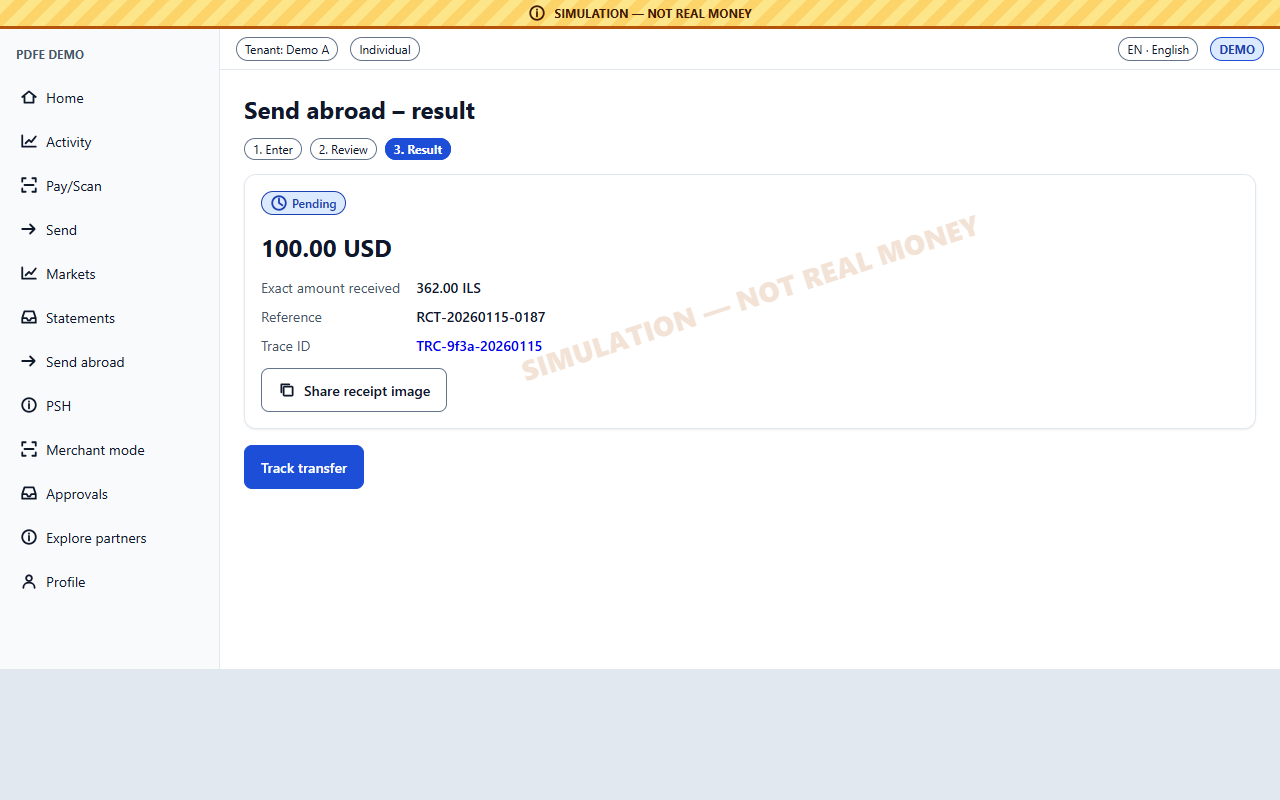 SIMULATION — NOT REAL MONEY
PDFE DEMO
Tenant: Demo A
Individual
EN · English
DEMO
Home
Activity
Pay/Scan
Send
Markets
Statements
Send abroad
PSH
Merchant mode
Approvals
Explore partners
Profile
Send abroad – result
1. Enter
2. Review
3. Result
Pending
100.00 USD
Exact amount received 362.00 ILS
Reference RCT-20260115-0187
Trace ID TRC-9f3a-20260115
Share receipt image
SIMULATION — NOT REAL MONEY
Track transfer